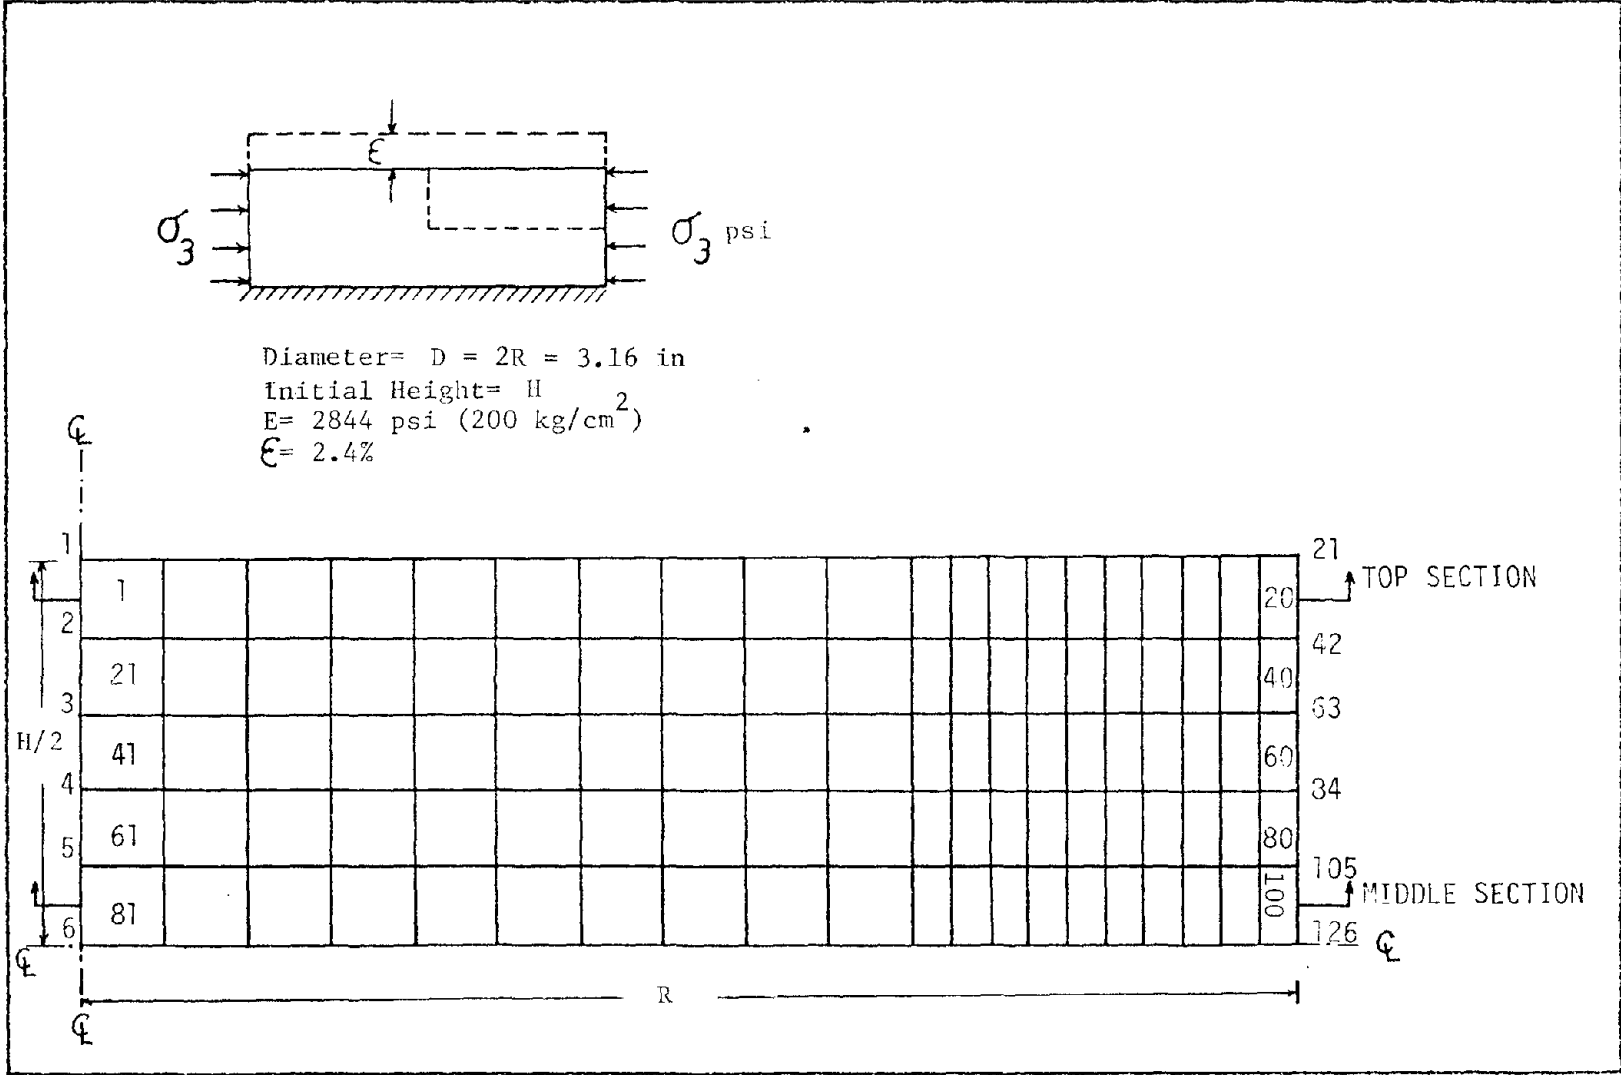 ε
σ3
σ3 psi
Diameter= D = 2R = 3.16 in
Initial Height= H
E= 2844 psi (200 kg/cm2)
ε= 2.4%
℄
1
21
1
20
TOP SECTION
2
42
21
40
3
63
H/2
41
60
4
84
61
80
5
105
81
100
MIDDLE SECTION
6
126
℄
℄
R
℄